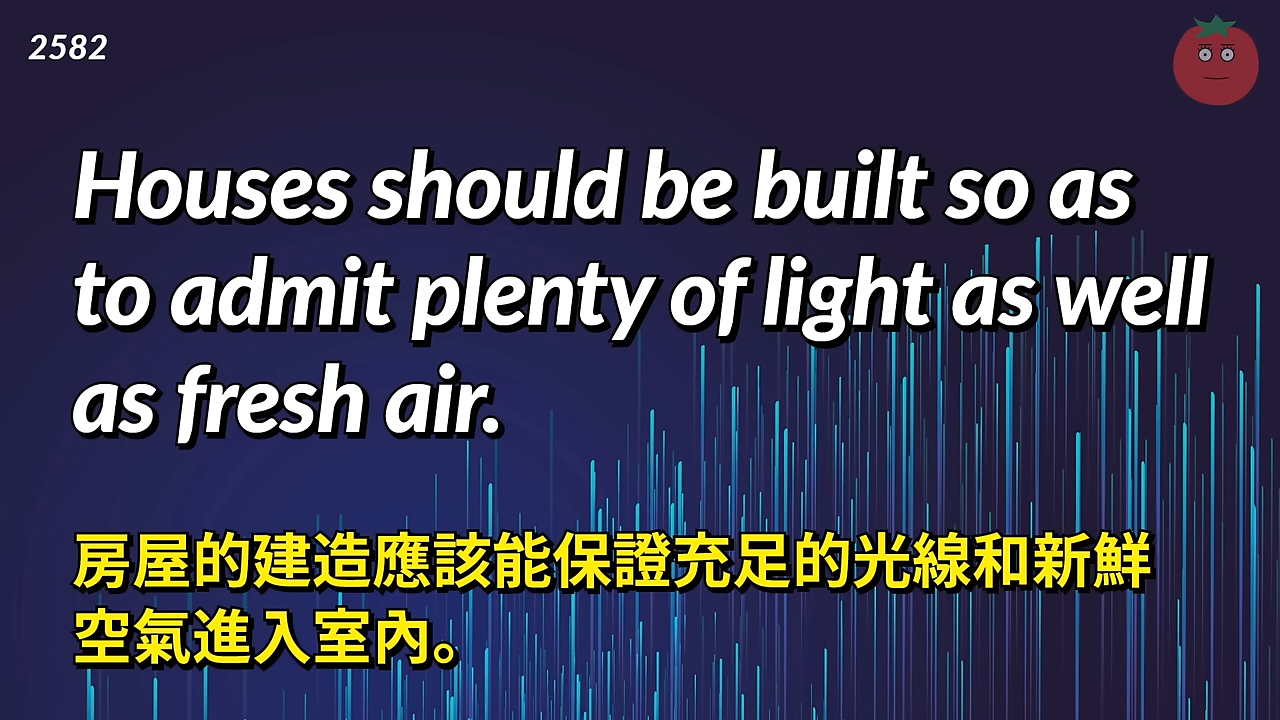 2582
Houses should be built so as
to admit plenty of light as well
as fresh air.
房屋的建造應該能保證充足的光線和新鮮
空氣進入室內。